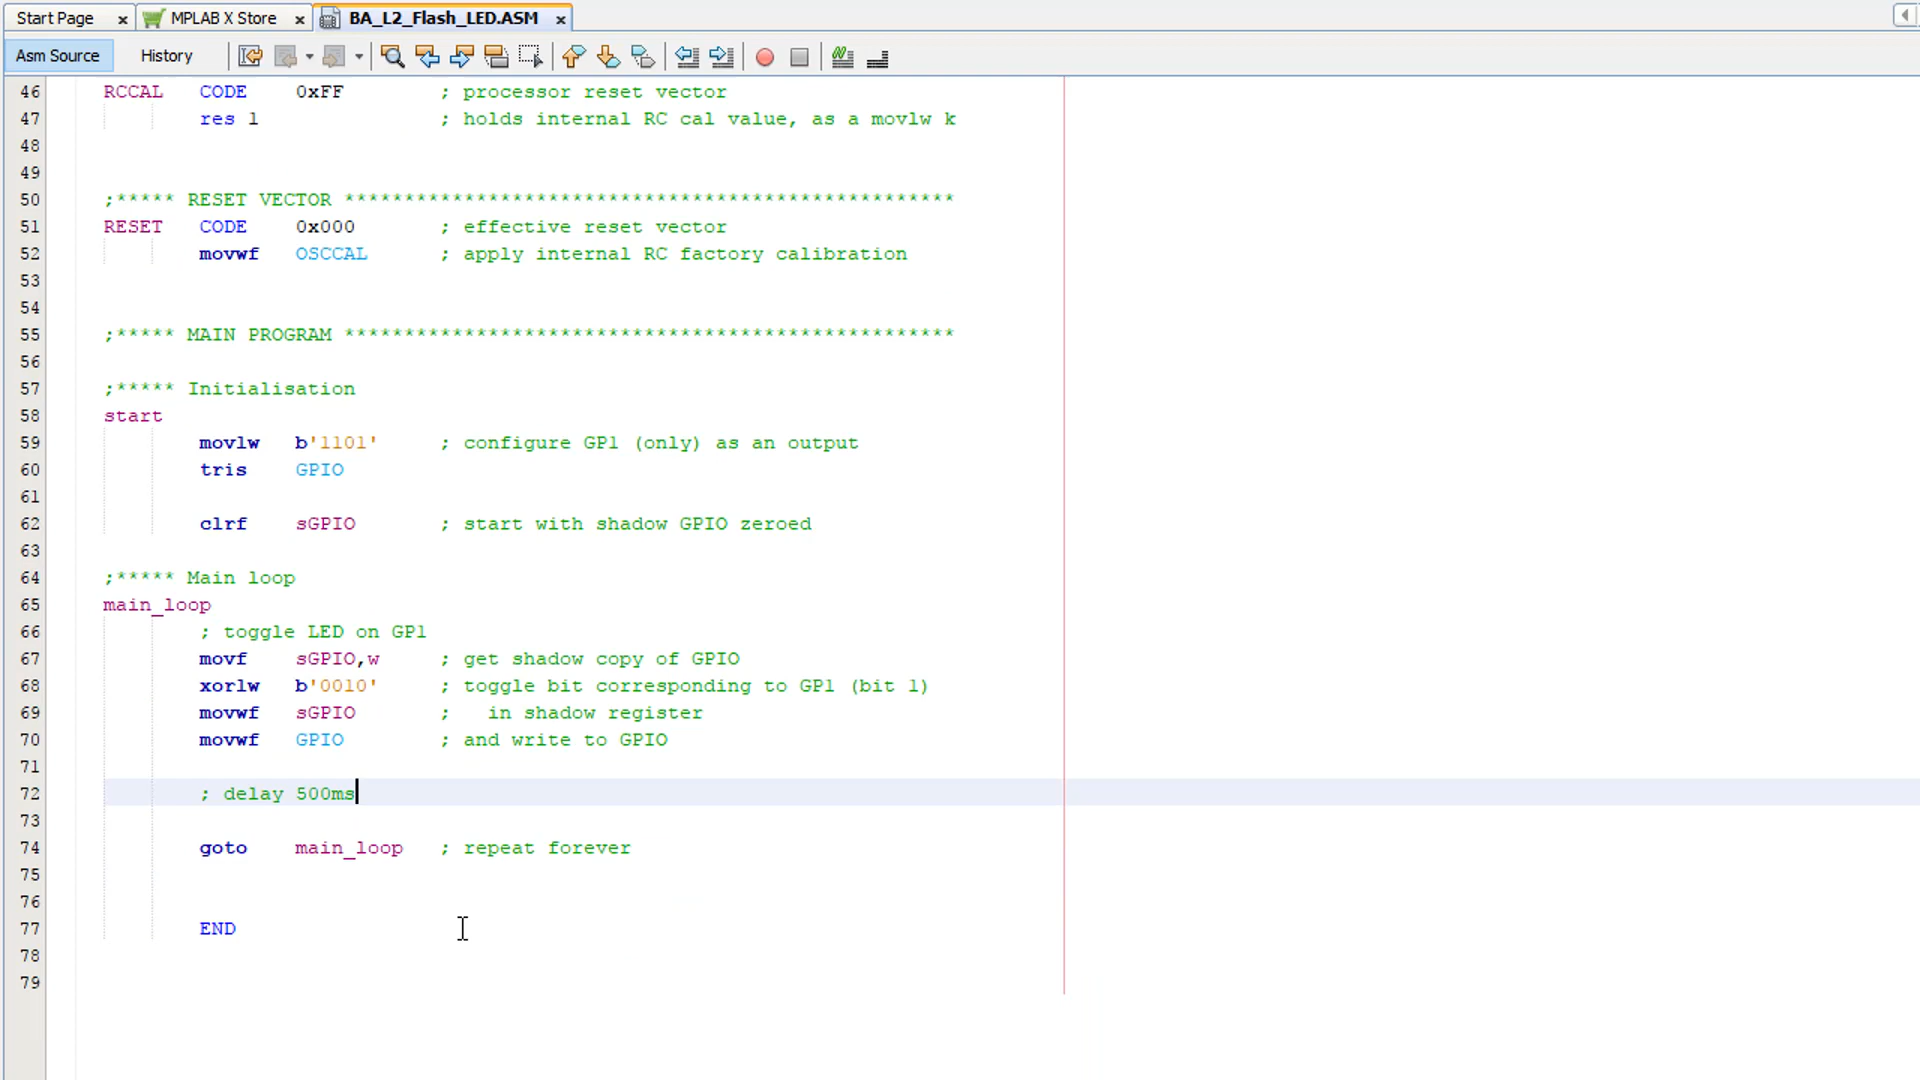 Start Page MPLAB X Store BA_L2_Flash_LED.ASM
Asm Source History
46 RCCAL CODE 0xFF ; processor reset vector
47 res 1 ; holds internal RC cal value, as a movlw k
48
49
50 ;***** RESET VECTOR ***************************************************
51 RESET CODE 0x000 ; effective reset vector
52 movwf OSCCAL ; apply internal RC factory calibration
53
54
55 ;***** MAIN PROGRAM ***************************************************
56
57 ;***** Initialisation
58 start
59 movlw b'1101' ; configure GP1 (only) as an output
60 tris GPIO
61
62 clrf sGPIO ; start with shadow GPIO zeroed
63
64 ;***** Main loop
65 main_loop
66 ; toggle LED on GP1
67 movf sGPIO,w ; get shadow copy of GPIO
68 xorlw b'0010' ; toggle bit corresponding to GP1 (bit 1)
69 movwf sGPIO ; in shadow register
70 movwf GPIO ; and write to GPIO
71
72 ; delay 500ms
73
74 goto main_loop ; repeat forever
75
76
77 END
78
79